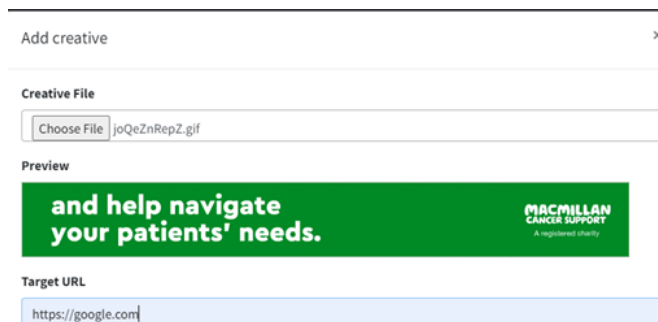 Add creative
×
Creative File
Choose File joQeZnRepZ.gif
Preview
and help navigate
your patients' needs.
MACMILLAN
CANCER SUPPORT
A registered charity
Target URL
https://google.com